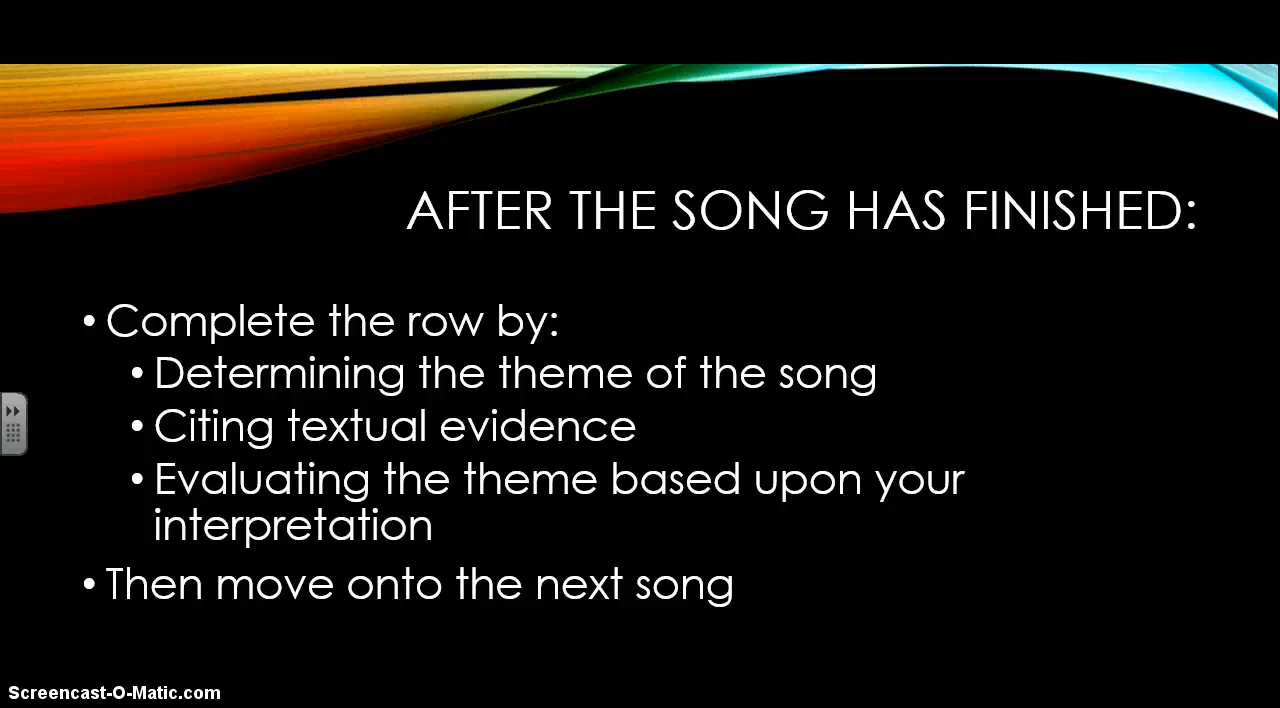 AFTER THE SONG HAS FINISHED:
• Complete the row by:
• Determining the theme of the song
• Citing textual evidence
• Evaluating the theme based upon your
interpretation
• Then move onto the next song
Screencast-O-Matic.com